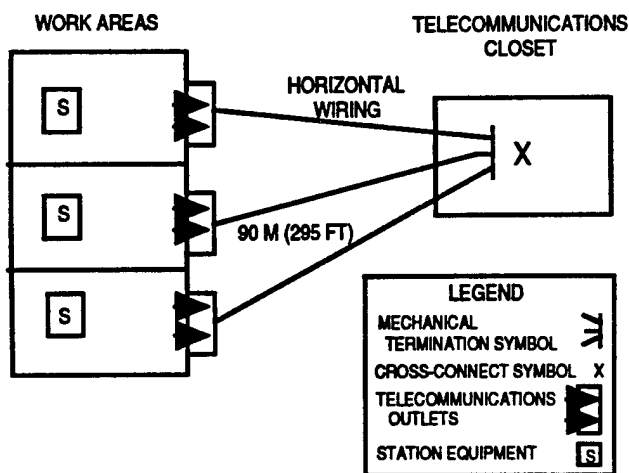 WORK AREAS
TELECOMMUNICATIONS
CLOSET
HORIZONTAL
WIRING
S
X
S
90 M (295 FT)
S
LEGEND
MECHANICAL
TERMINATION SYMBOL
CROSS-CONNECT SYMBOL X
TELECOMMUNICATIONS
OUTLETS
STATION EQUIPMENT S